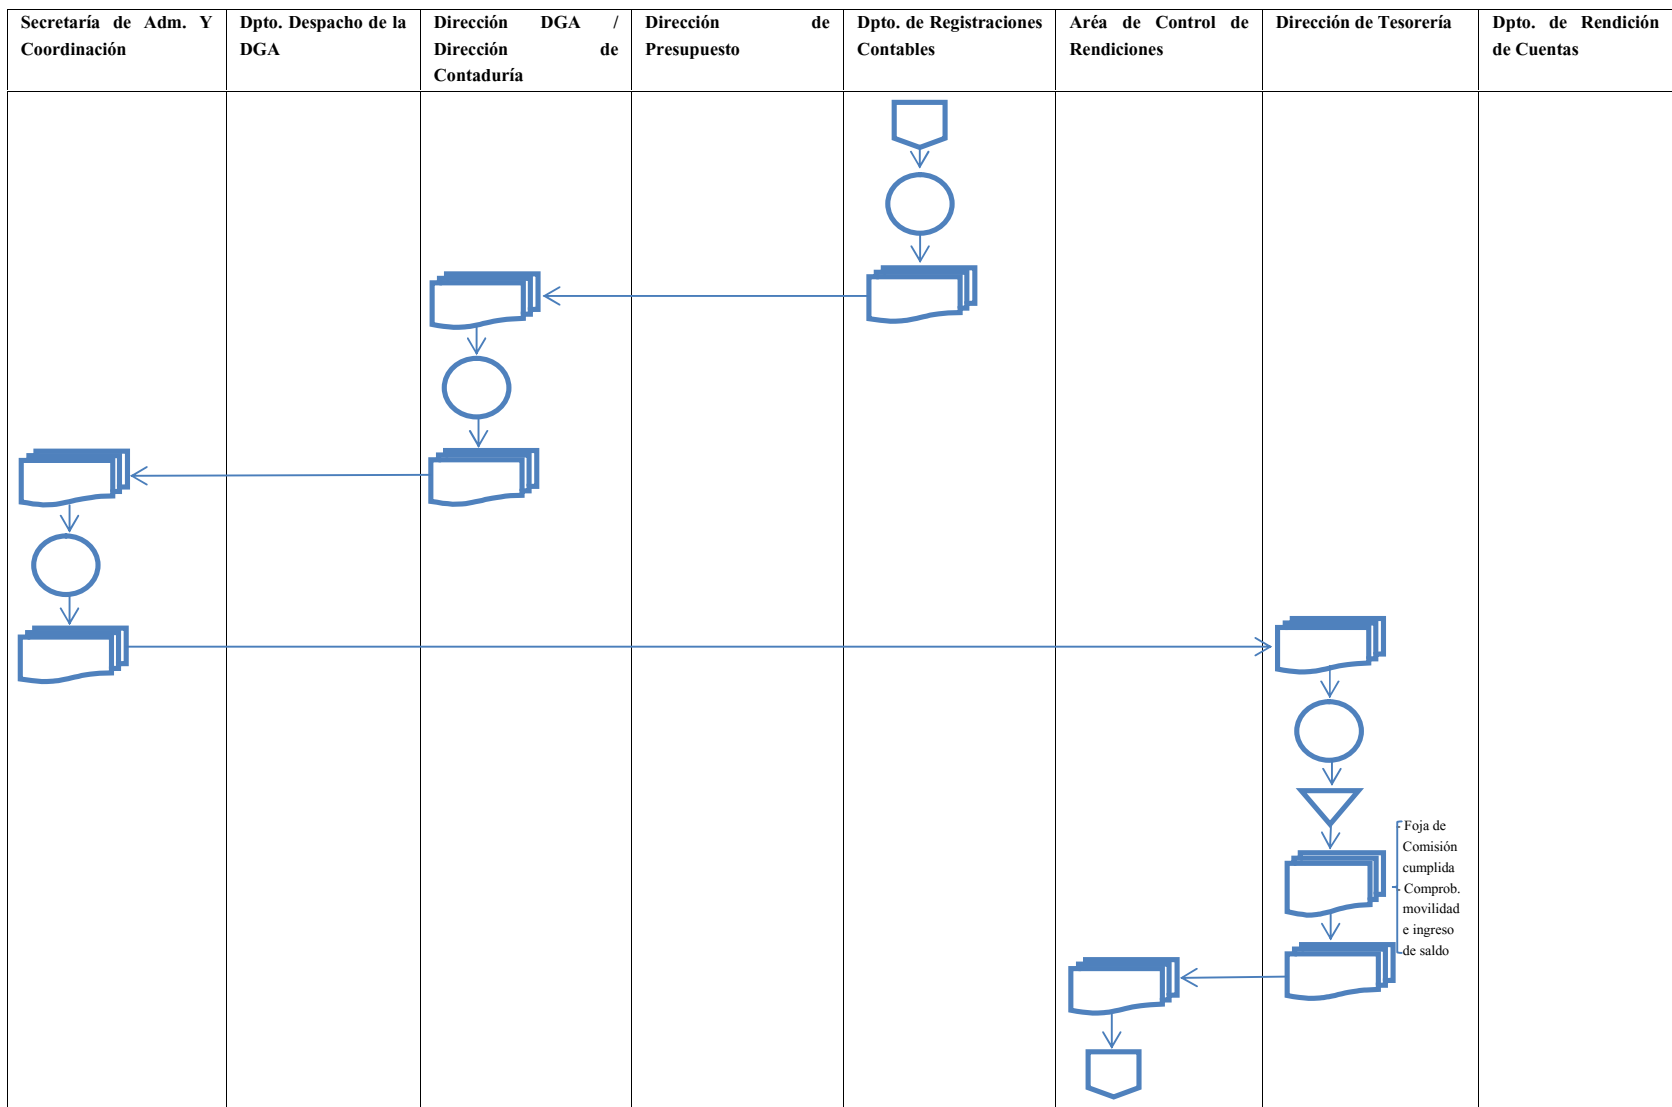 Secretaría de Adm. Y
Coordinación
Dpto. Despacho de la
DGA
Dirección DGA /
Dirección de
Contaduría
Dirección de
Presupuesto
Dpto. de Registraciones
Contables
Aréa de Control de
Rendiciones
Dirección de Tesorería
Dpto. de Rendición
de Cuentas
- Foja de
Comisión
cumplida
- Comprob.
movilidad
e ingreso
de saldo